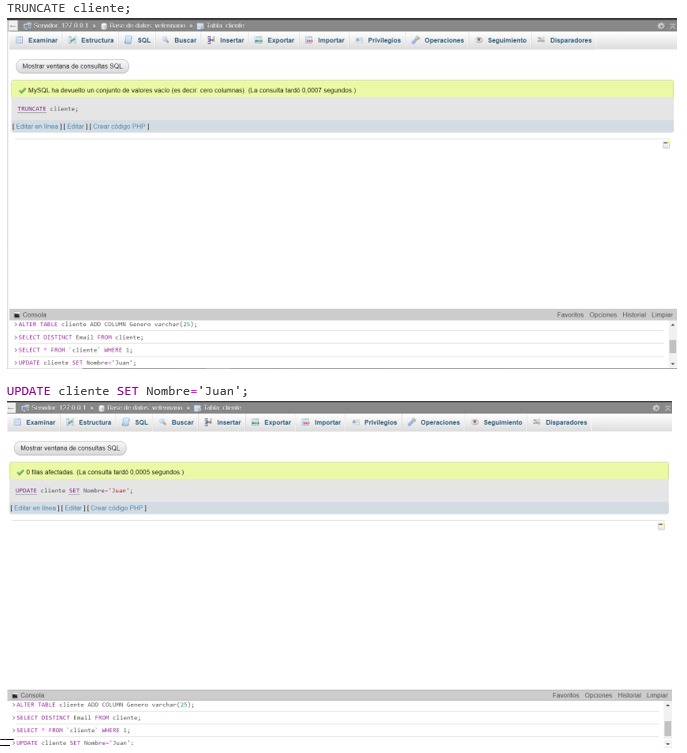 TRUNCATE cliente;
Servidor: 127.0.0.1 » Base de datos: veterinario » Tabla: cliente
Examinar Estructura SQL Buscar Insertar Exportar Importar Privilegios Operaciones Seguimiento Disparadores
Mostrar ventana de consultas SQL
MySQL ha devuelto un conjunto de valores vacío (es decir: cero columnas). (La consulta tardó 0,0007 segundos.)
TRUNCATE cliente;
[ Editar en línea ] [ Editar ] [ Crear código PHP ]
Consola Favoritos Opciones Historial Limpiar
>ALTER TABLE cliente ADD COLUMN Genero varchar(25);
>SELECT DISTINCT Email FROM cliente;
>SELECT * FROM `cliente` WHERE 1;
>UPDATE cliente SET Nombre='Juan';
UPDATE cliente SET Nombre='Juan';
Servidor: 127.0.0.1 » Base de datos: veterinario » Tabla: cliente
Examinar Estructura SQL Buscar Insertar Exportar Importar Privilegios Operaciones Seguimiento Disparadores
Mostrar ventana de consultas SQL
0 filas afectadas. (La consulta tardó 0,0005 segundos.)
UPDATE cliente SET Nombre='Juan';
[ Editar en línea ] [ Editar ] [ Crear código PHP ]
Consola Favoritos Opciones Historial Limpiar
>ALTER TABLE cliente ADD COLUMN Genero varchar(25);
>SELECT DISTINCT Email FROM cliente;
>SELECT * FROM `cliente` WHERE 1;
>UPDATE cliente SET Nombre='Juan';